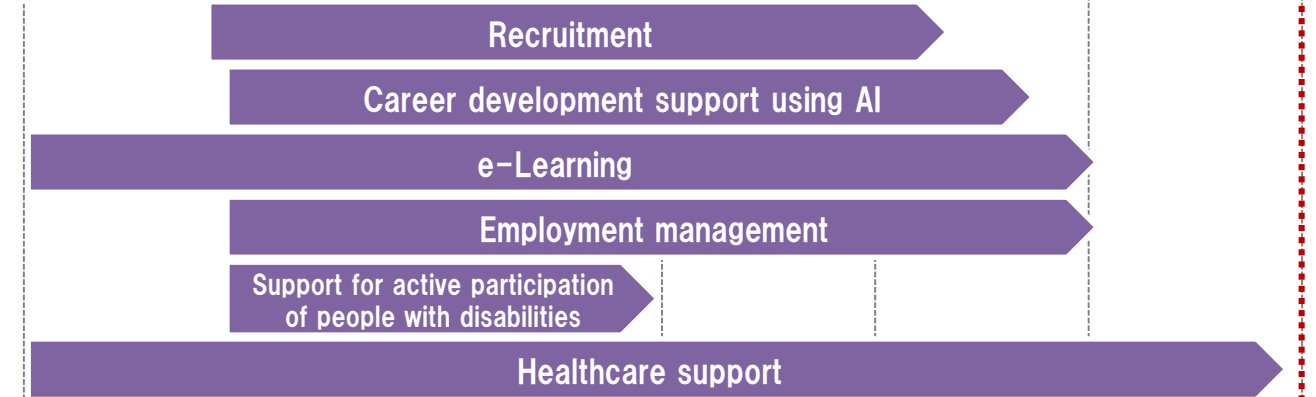 Recruitment
Career development support using AI
e-Learning
Employment management
Support for active participation
of people with disabilities
Healthcare support